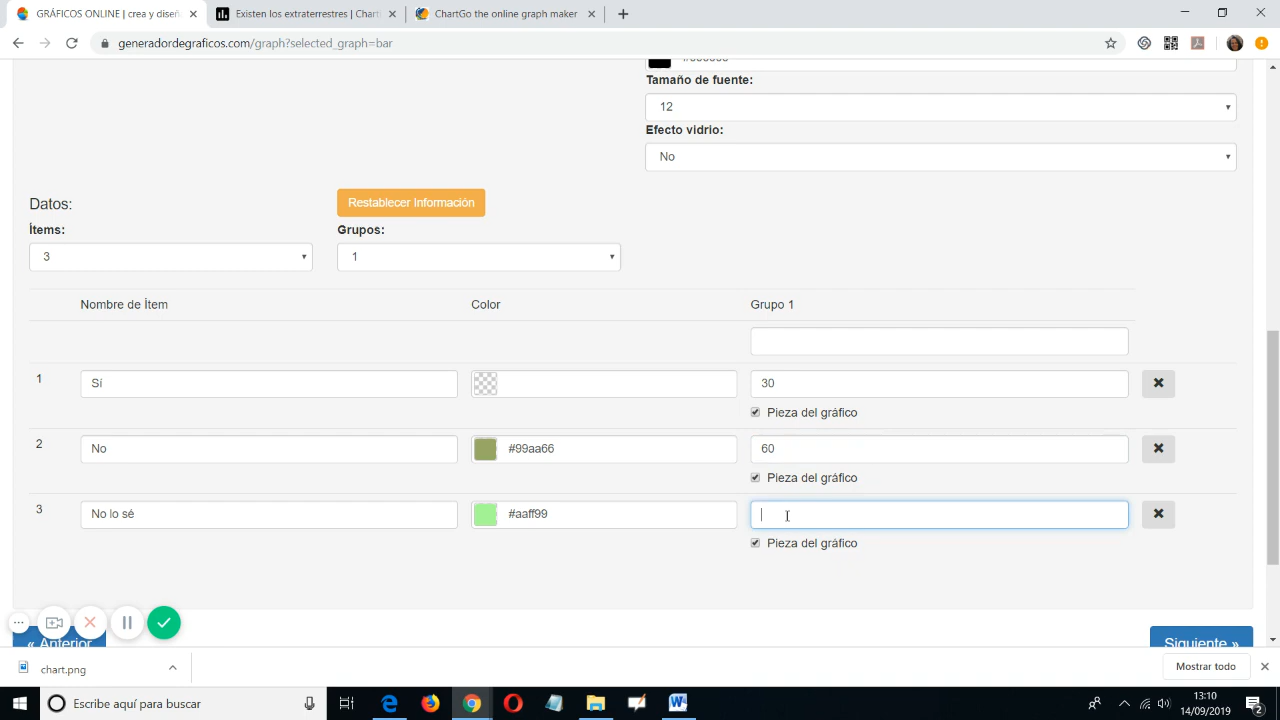 GRÁFICOS ONLINE | crea y diseñ
Existen los extraterrestres | Chart
ChartGo the online graph maker
generadordegraficos.com/graph?selected_graph=bar
Tamaño de fuente:
12
Efecto vidrio:
No
Datos:
Restablecer Información
Ítems:
Grupos:
3
1
Nombre de Ítem
Color
Grupo 1
1
Sí
30
Pieza del gráfico
2
No
#99aa66
60
Pieza del gráfico
3
No lo sé
#aaff99
Pieza del gráfico
« Anterior
Siguiente »
chart.png
Mostrar todo
Escribe aquí para buscar
13:10
14/09/2019
2